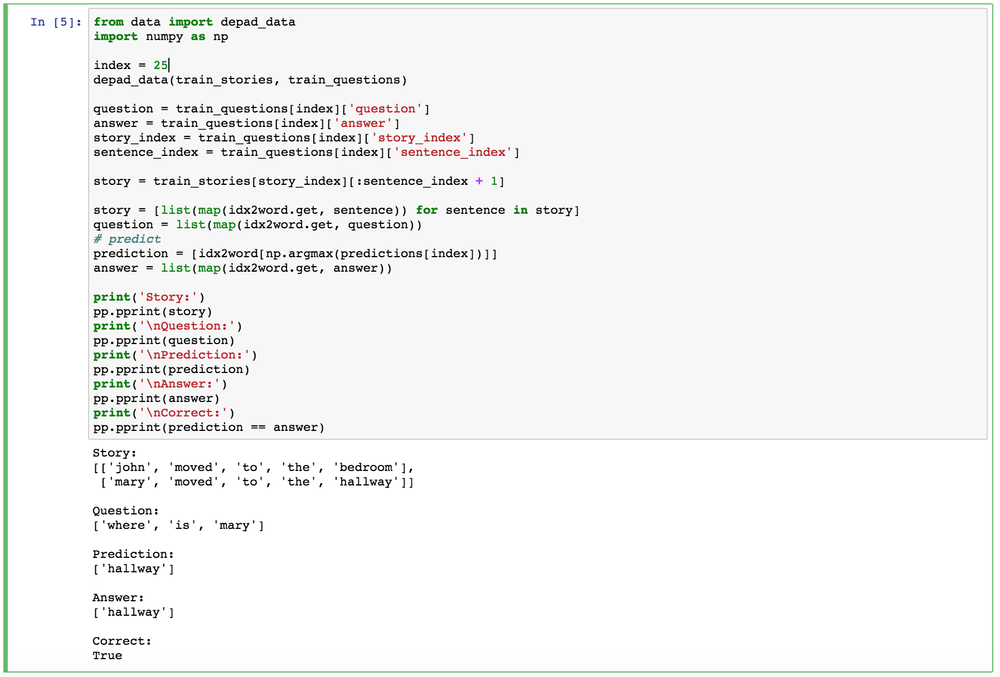 In [5]: from data import depad_data
import numpy as np
index = 25
depad_data(train_stories, train_questions)
question = train_questions[index]['question']
answer = train_questions[index]['answer']
story_index = train_questions[index]['story_index']
sentence_index = train_questions[index]['sentence_index']
story = train_stories[story_index][:sentence_index + 1]
story = [list(map(idx2word.get, sentence)) for sentence in story]
question = list(map(idx2word.get, question))
# predict
prediction = [idx2word[np.argmax(predictions[index])]]
answer = list(map(idx2word.get, answer))
print('Story:')
pp.pprint(story)
print('\nQuestion:')
pp.pprint(question)
print('\nPrediction:')
pp.pprint(prediction)
print('\nAnswer:')
pp.pprint(answer)
print('\nCorrect:')
pp.pprint(prediction == answer)
Story:
[['john', 'moved', 'to', 'the', 'bedroom'],
 ['mary', 'moved', 'to', 'the', 'hallway']]
Question:
['where', 'is', 'mary']
Prediction:
['hallway']
Answer:
['hallway']
Correct:
True